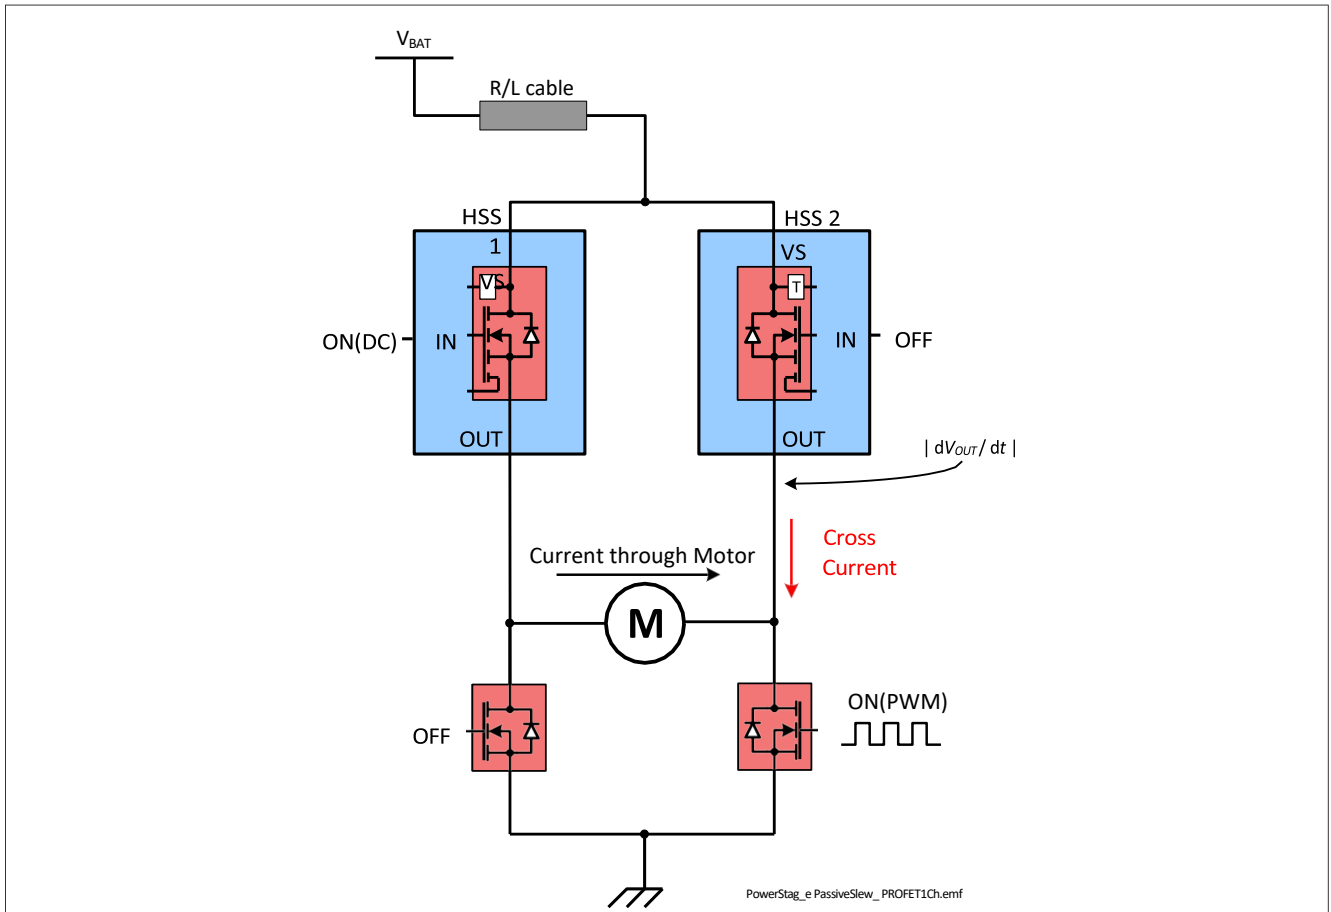 VBAT
R/L cable
HSS
1
VS
HSS 2
VS
T
ON(DC)
IN
IN
OFF
OUT
OUT
| dVOUT / dt |
Cross
Current
Current through Motor
M
OFF
ON(PWM)
PowerStag_e PassiveSlew_ PROFET1Ch.emf